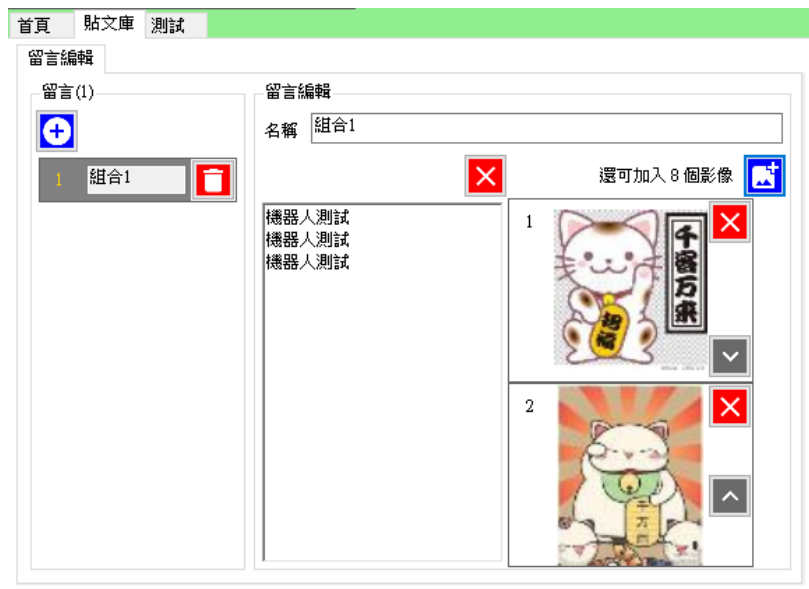 首頁
貼文庫
測試
留言編輯
留言(1)
1
組合1
留言編輯
名稱
組合1
還可加入 8 個影像
機器人測試
機器人測試
機器人測試
1
千客万来
招福
2
千万両